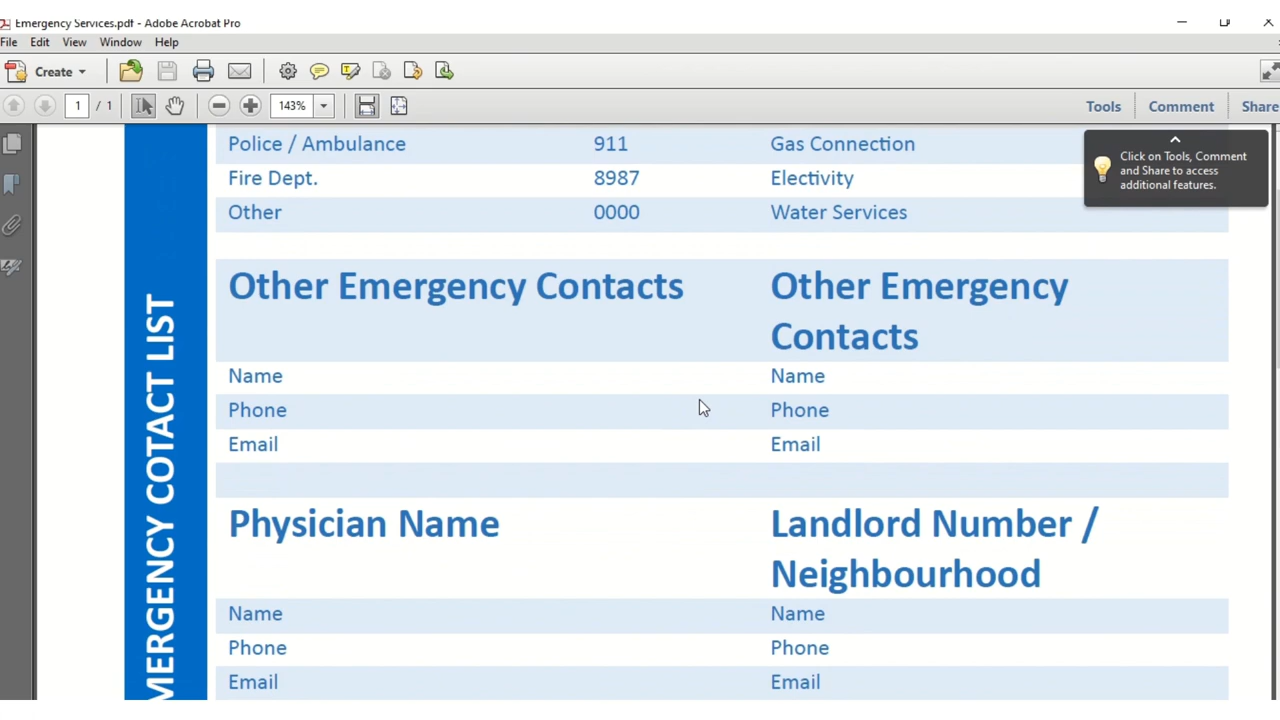 Emergency Services.pdf - Adobe Acrobat Pro
File Edit View Window Help
Create
1 / 1 143% Tools Comment Share
Click on Tools, Comment
and Share to access
additional features.
Police / Ambulance 911 Gas Connection
Fire Dept. 8987 Electivity
Other 0000 Water Services
Other Emergency Contacts Other Emergency
Contacts
Name Name
Phone Phone
Email Email
Physician Name Landlord Number /
Neighbourhood
Name Name
Phone Phone
Email Email
MERGENCY COTACT LIST